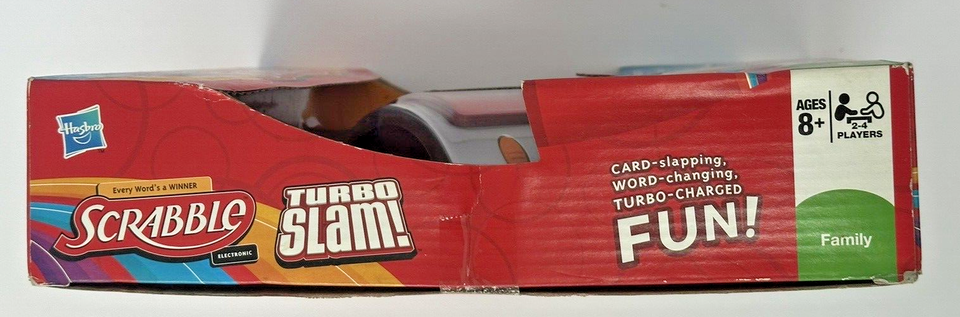 Hasbro
Every Word's a WINNER
SCRABBLE
ELECTRONIC
TURBO
SLAM!
CARD-slapping,
WORD-changing,
TURBO-CHARGED
FUN!
AGES
8+
2-4
PLAYERS
Family